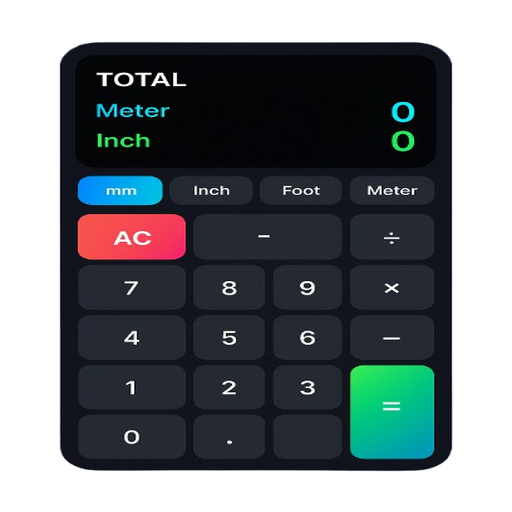 TOTAL
Meter 0
Inch 0
mm Inch Foot Meter
AC - ÷
7 8 9 ×
4 5 6 −
1 2 3 =
0 .